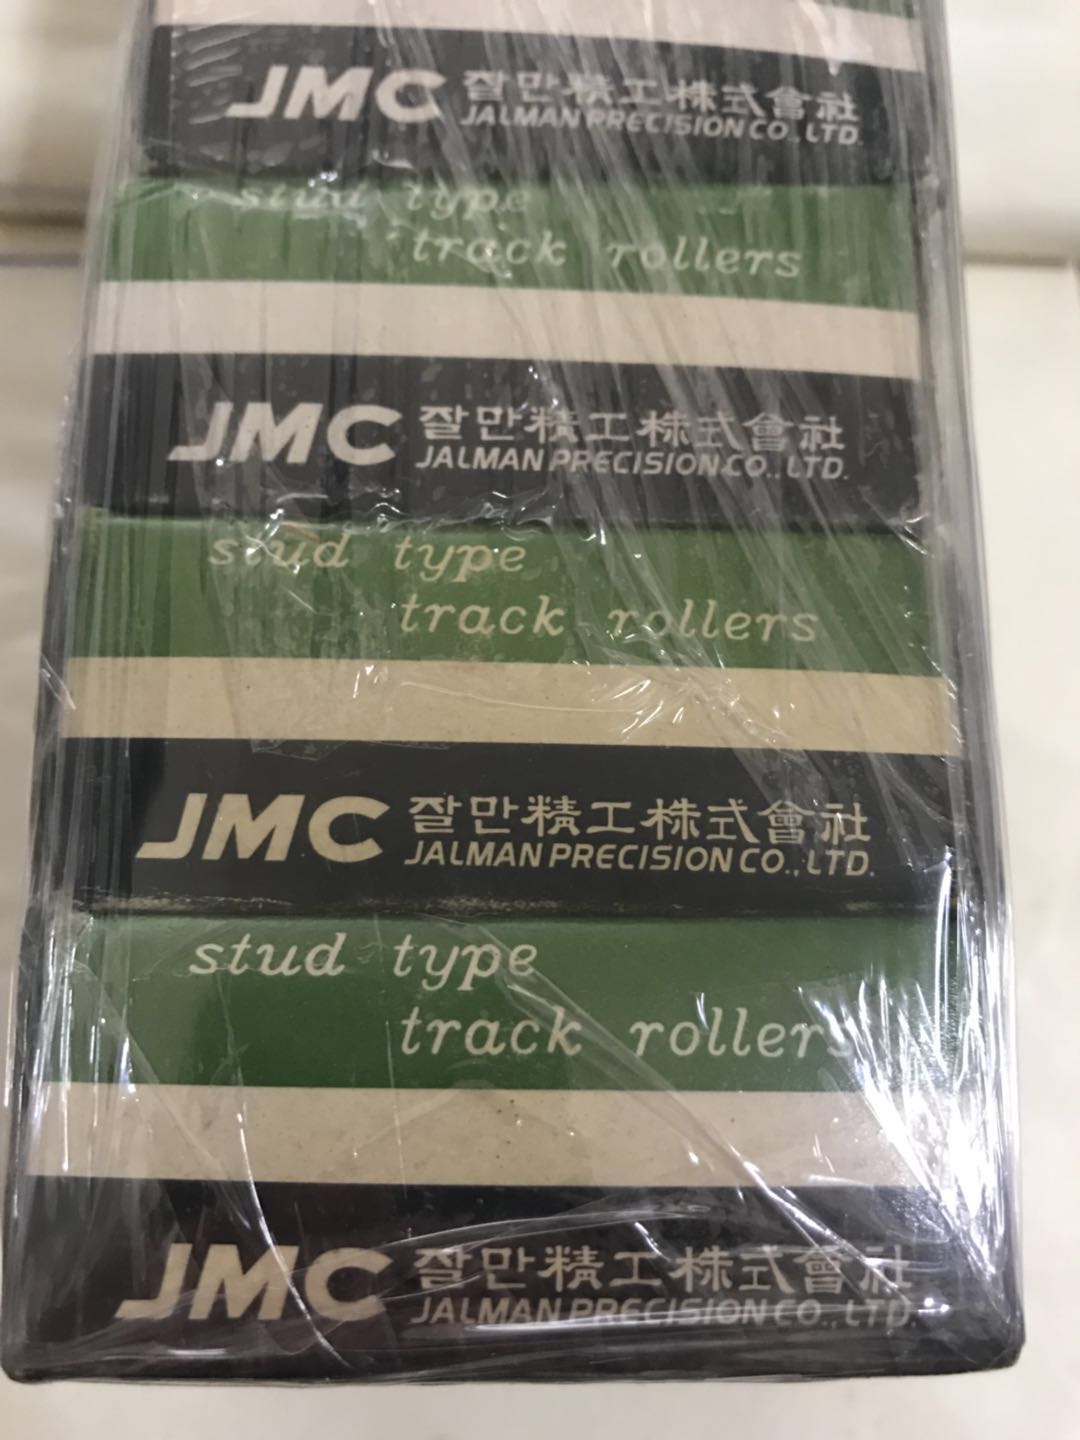 JMC 잘만精工株式會社
JALMAN PRECISION CO., LTD.
stud type
track rollers
JMC 잘만精工株式會社
JALMAN PRECISION CO., LTD.
stud type
track rollers
JMC 잘만精工株式會社
JALMAN PRECISION CO., LTD.
stud type
track rollers
JMC 잘만精工株式會社
JALMAN PRECISION CO., LTD.